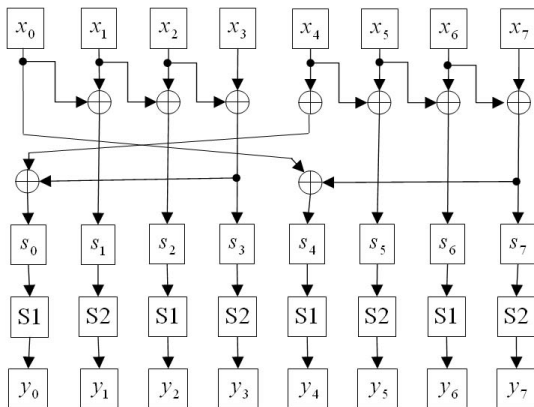 x₀ x₁ x₂ x₃ x₄ x₅ x₆ x₇
s₀ s₁ s₂ s₃ s₄ s₅ s₆ s₇
S1 S2 S1 S2 S1 S2 S1 S2
y₀ y₁ y₂ y₃ y₄ y₅ y₆ y₇